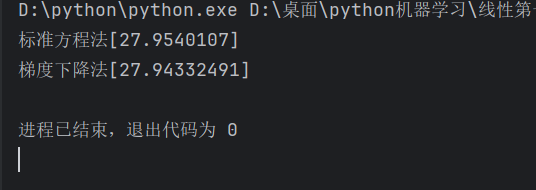 D:\python\python.exe D:\桌面\python机器学习\线性第
标准方程法[27.9540107]
梯度下降法[27.94332491]
进程已结束，退出代码为 0